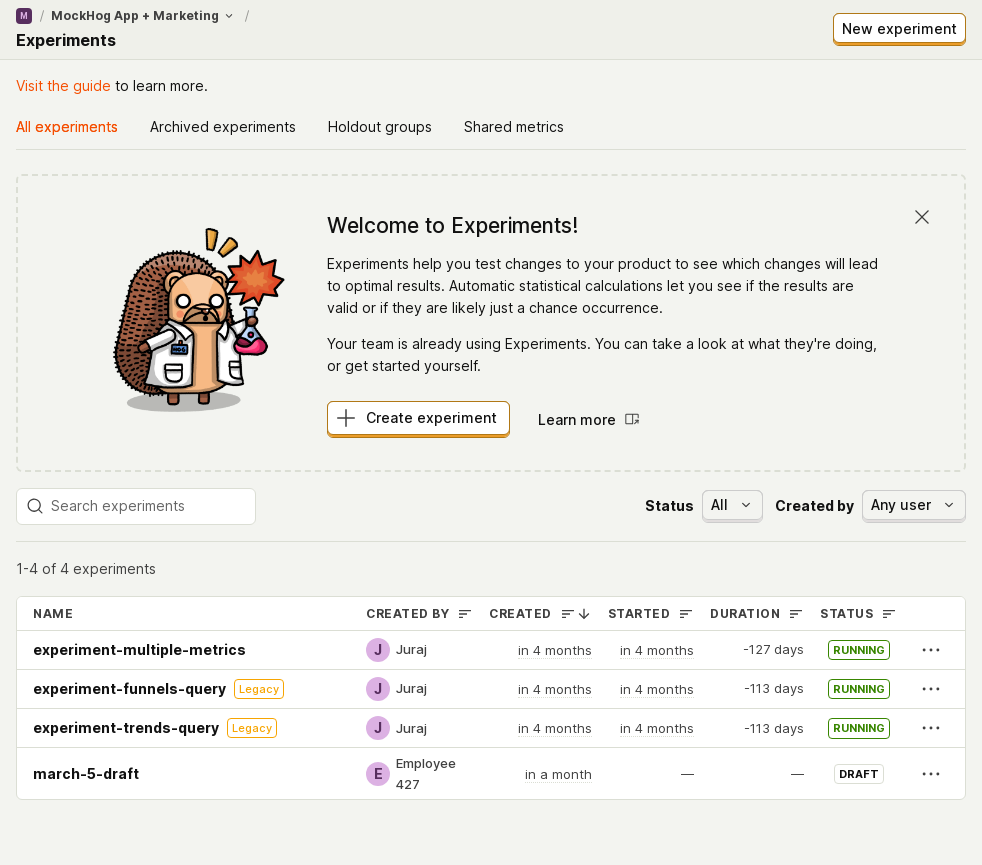 M / MockHog App + Marketing /
Experiments
New experiment
Visit the guide to learn more.
All experiments Archived experiments Holdout groups Shared metrics
Welcome to Experiments!
Experiments help you test changes to your product to see which changes will lead
to optimal results. Automatic statistical calculations let you see if the results are
valid or if they are likely just a chance occurrence.
Your team is already using Experiments. You can take a look at what they're doing,
or get started yourself.
Create experiment Learn more
Search experiments Status All Created by Any user
1-4 of 4 experiments
NAME CREATED BY CREATED STARTED DURATION STATUS
experiment-multiple-metrics J Juraj in 4 months in 4 months -127 days RUNNING
experiment-funnels-query Legacy J Juraj in 4 months in 4 months -113 days RUNNING
experiment-trends-query Legacy J Juraj in 4 months in 4 months -113 days RUNNING
march-5-draft E Employee 427 in a month — — DRAFT